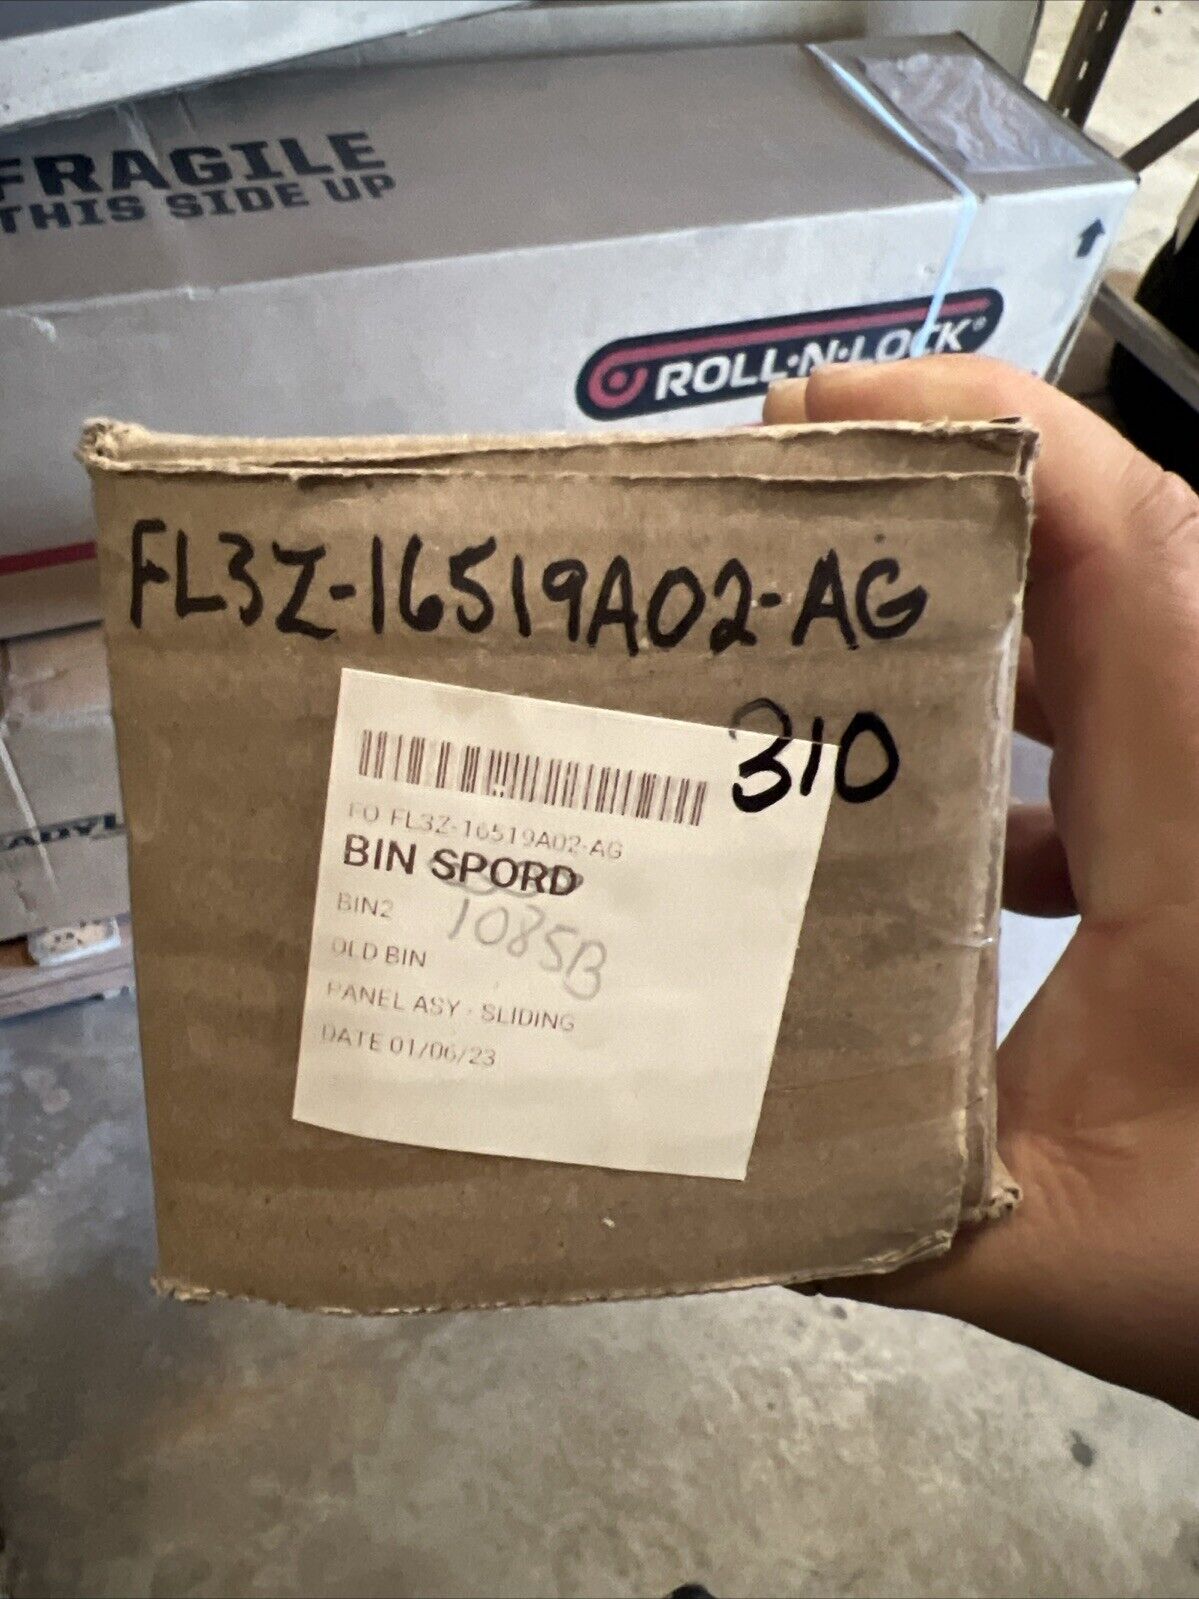 FRAGILE
THIS SIDE UP
ROLL·N·LOCK®
FL3Z-16519A02-AG
310
FO FL3Z-16519A02-AG
BIN SPORD
BIN2
1085B
OLD BIN
PANEL ASY - SLIDING
DATE 01/06/23